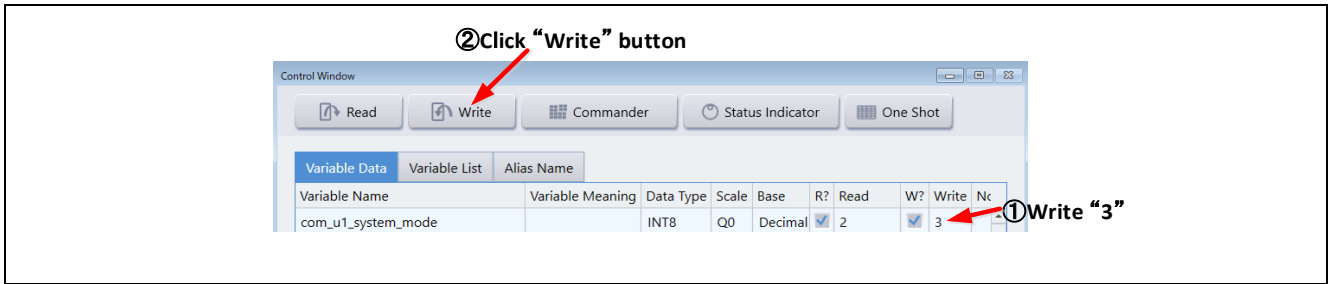 ②Click “Write” button
Control Window
Read Write Commander Status Indicator One Shot
Variable Data Variable List Alias Name
Variable Name Variable Meaning Data Type Scale Base R? Read W? Write Nc
com_u1_system_mode INT8 Q0 Decimal 2 3
①Write “3”